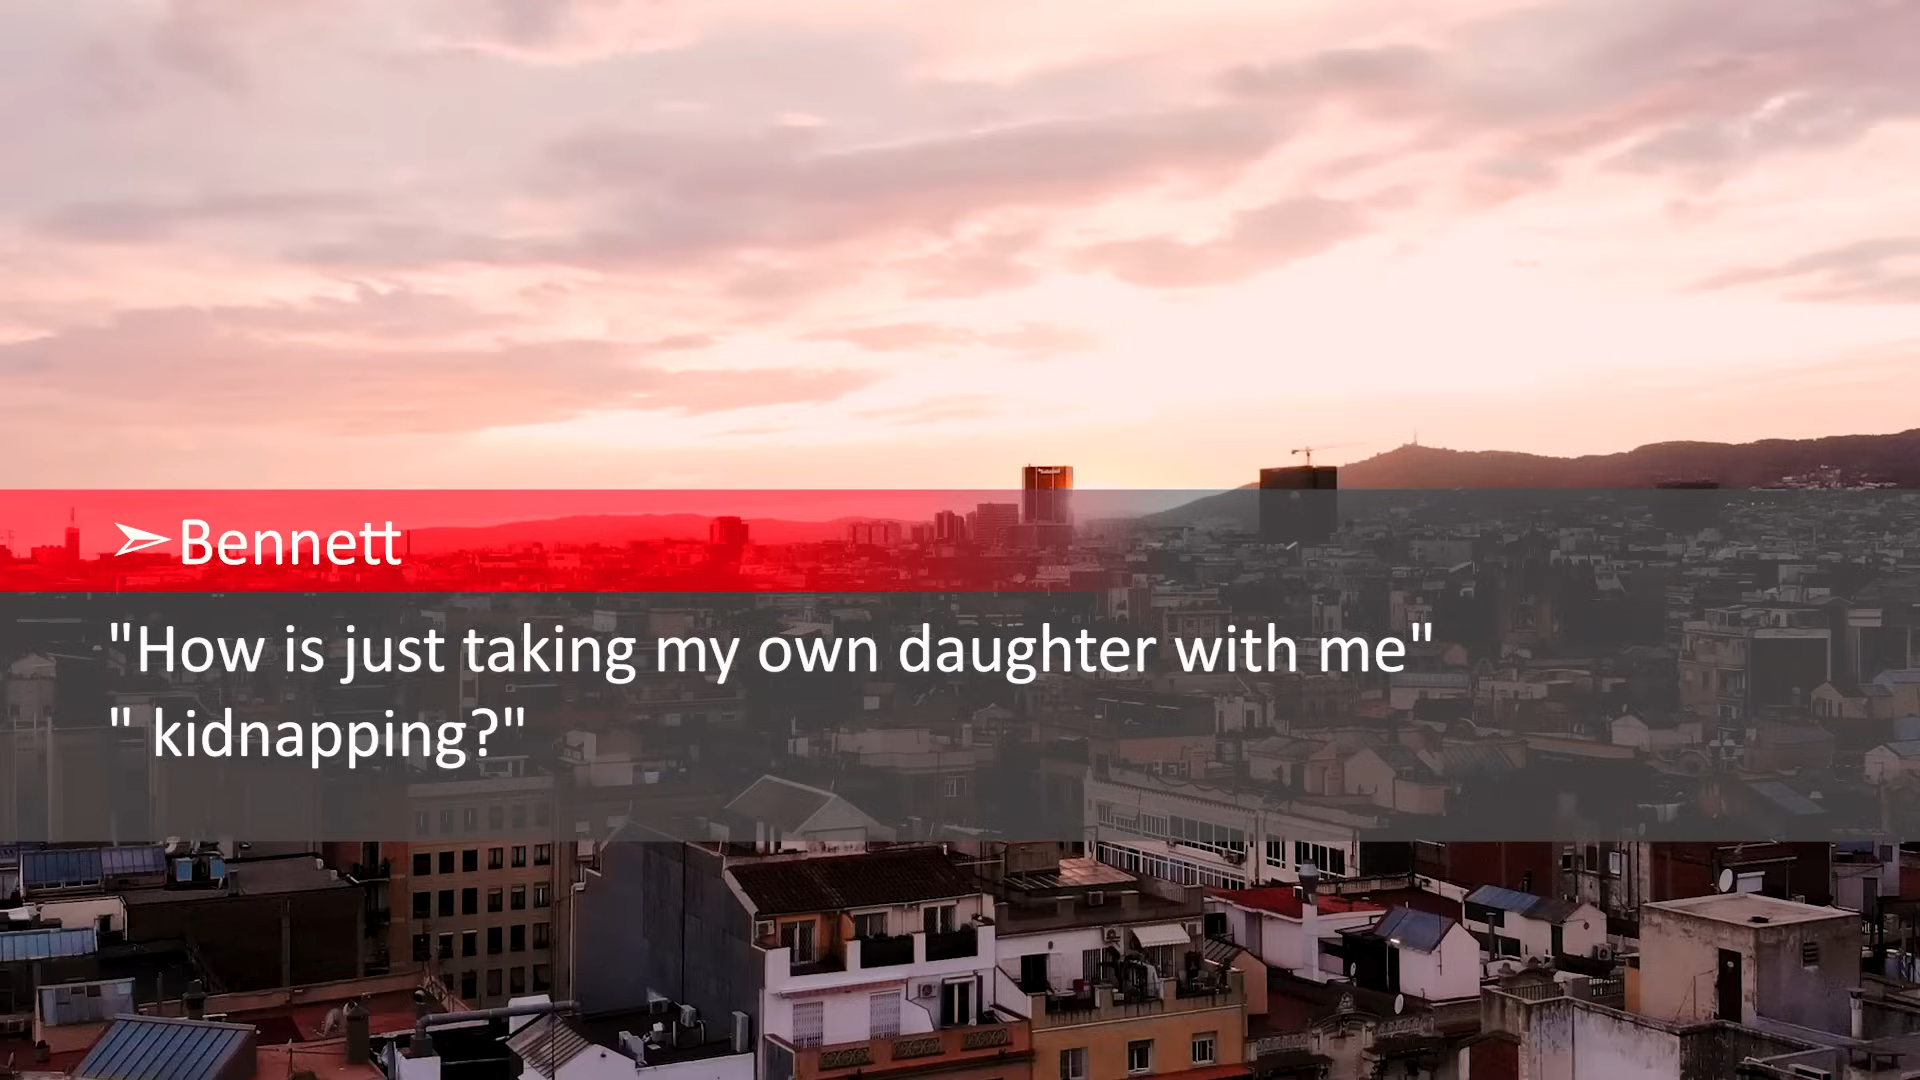 ➣Bennett
"How is just taking my own daughter with me"
" kidnapping?"